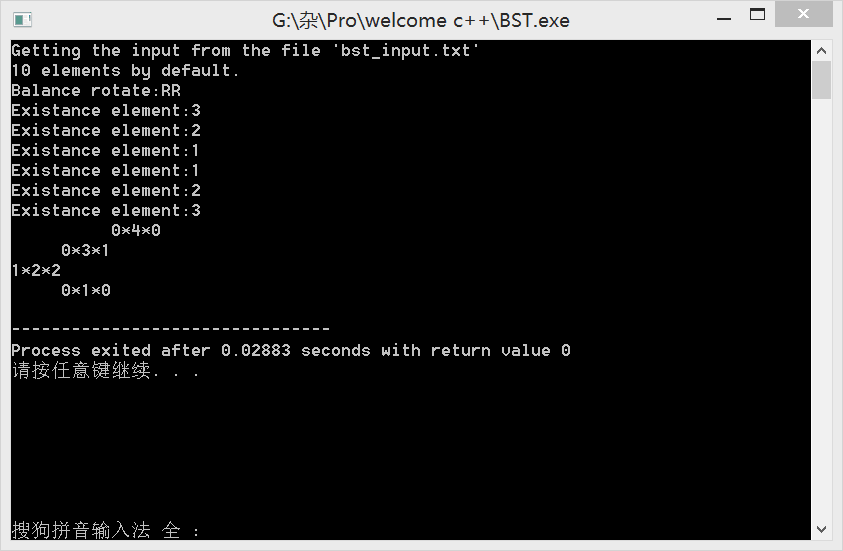 G:\杂\Pro\welcome c++\BST.exe
Getting the input from the file 'bst_input.txt'
10 elements by default.
Balance rotate:RR
Existance element:3
Existance element:2
Existance element:1
Existance element:1
Existance element:2
Existance element:3
          0*4*0
     0*3*1
1*2*2
     0*1*0
--------------------------------
Process exited after 0.02883 seconds with return value 0
请按任意键继续. . .
搜狗拼音输入法 全 :